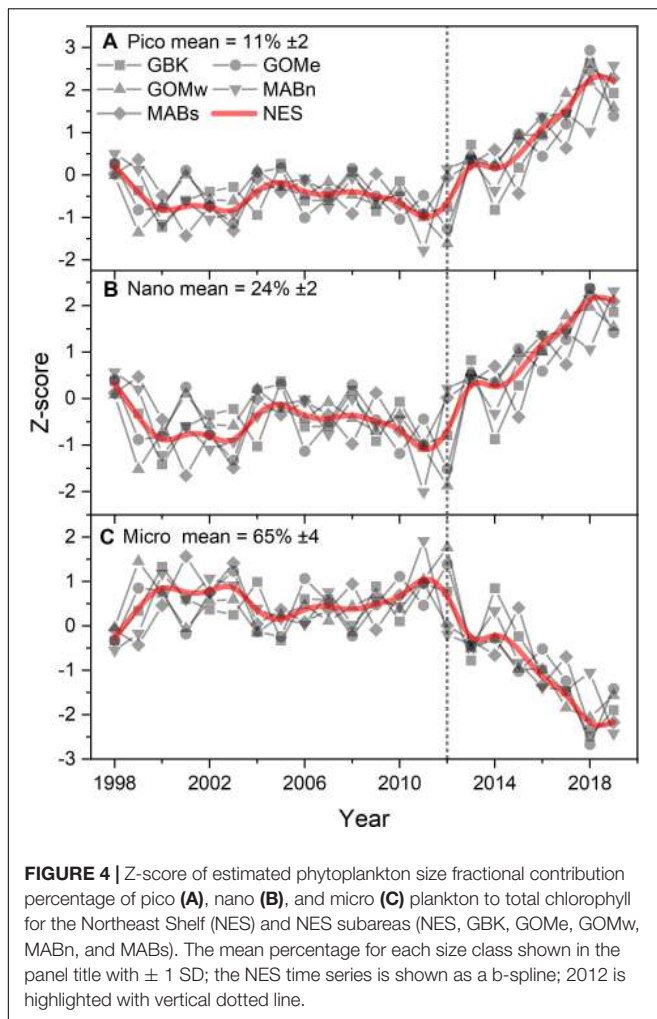 A Pico mean = 11% ±2
GBK GOMe
GOMw MABn
MABs NES
3
2
1
0
-1
-2
B Nano mean = 24% ±2
2
1
0
-1
-2
Z-score
C Micro mean = 65% ±4
2
1
0
-1
-2
-3
1998 2002 2006 2010 2014 2018
Year
FIGURE 4 | Z-score of estimated phytoplankton size fractional contribution
percentage of pico (A), nano (B), and micro (C) plankton to total chlorophyll
for the Northeast Shelf (NES) and NES subareas (NES, GBK, GOMe, GOMw,
MABn, and MABs). The mean percentage for each size class shown in the
panel title with ± 1 SD; the NES time series is shown as a b-spline; 2012 is
highlighted with vertical dotted line.